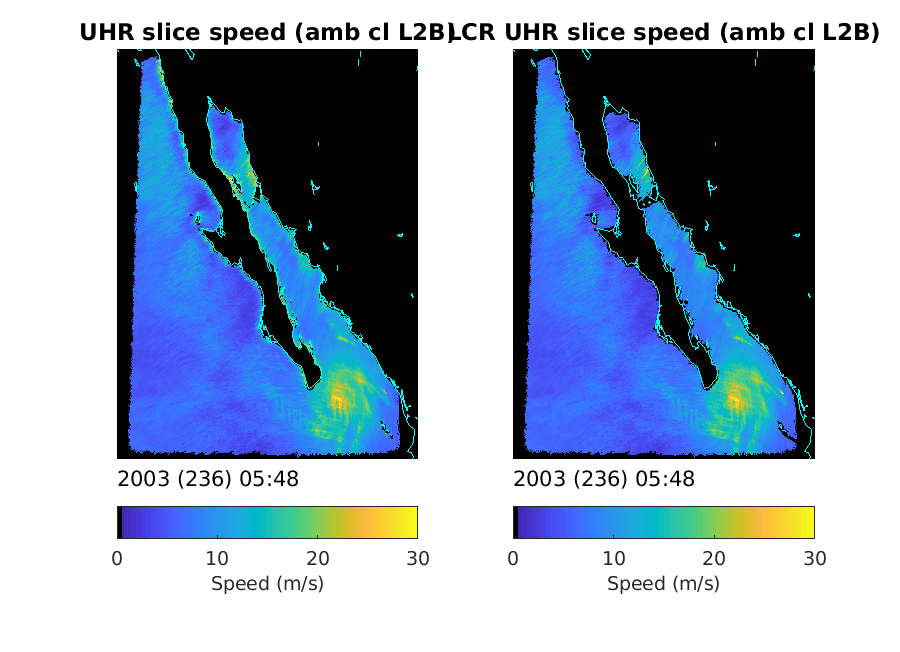 UHR slice speed (amb cl L2B)
LCR UHR slice speed (amb cl L2B)
2003 (236) 05:48
2003 (236) 05:48
0 10 20 30
0 10 20 30
Speed (m/s)
Speed (m/s)